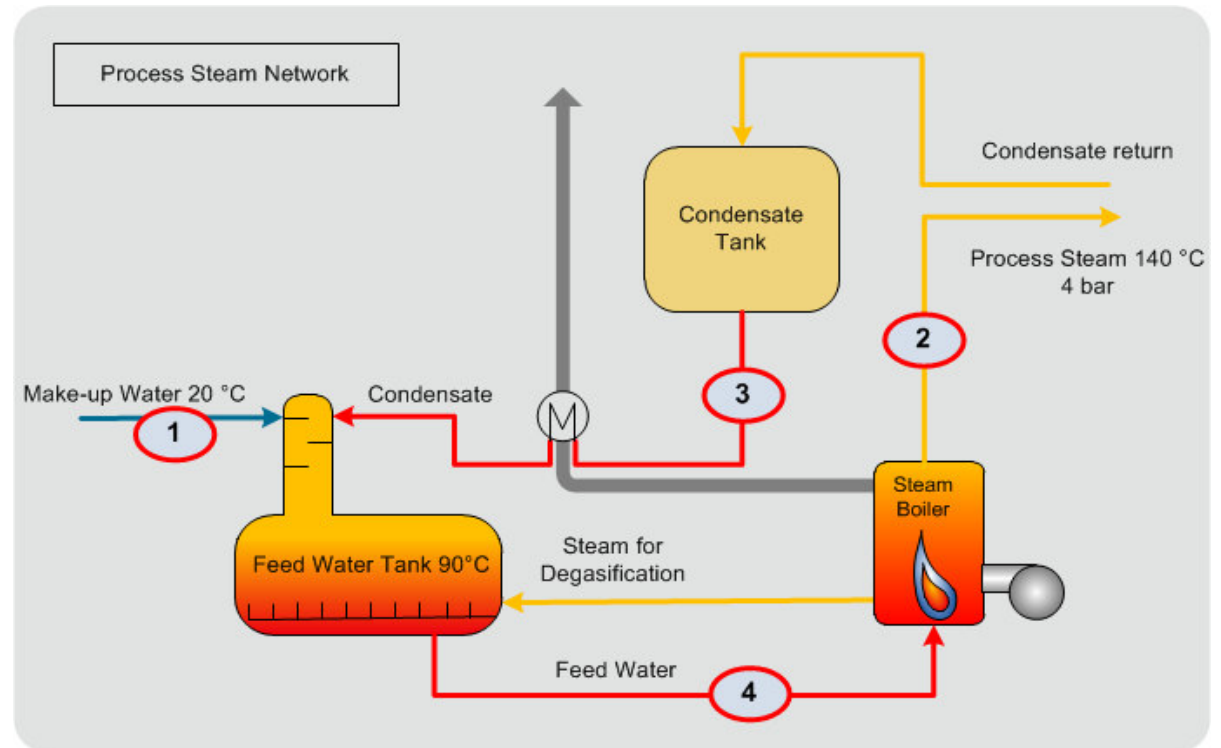 Process Steam Network
Condensate return
Condensate
Tank
Process Steam 140 °C
4 bar
2
3
Make-up Water 20 °C
Condensate
1
M
Steam
Boiler
Steam for
Degasification
Feed Water Tank 90°C
Feed Water
4